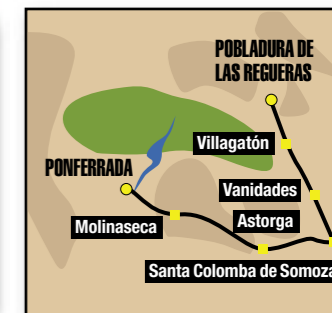 POBLADURA DE
LAS REGUERAS
Villagatón
PONFERRADA
Vanidades
Molinaseca
Astorga
Santa Colomba de Somoza